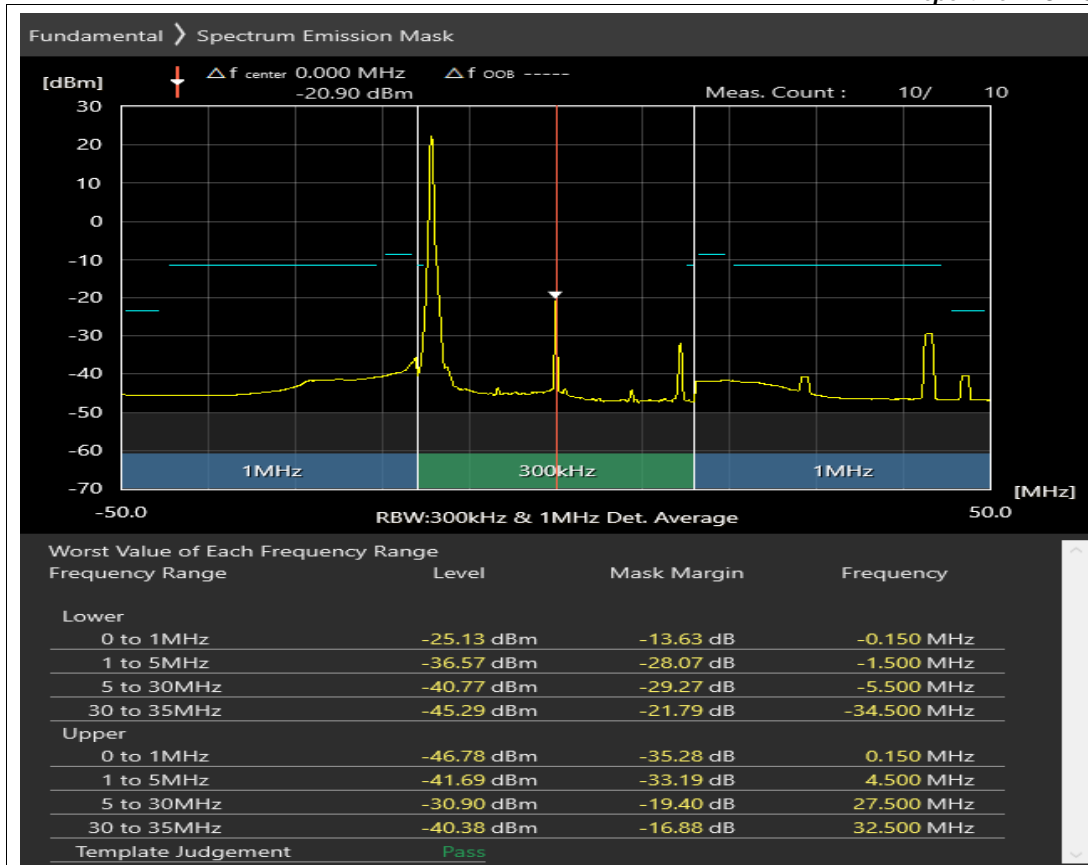 Fundamental ❯ Spectrum Emission Mask
[dBm] △ f center 0.000 MHz △ f OOB -----
-20.90 dBm Meas. Count : 10/ 10
30
20
10
0
-10
-20
-30
-40
-50
-60
-70
1MHz 300kHz 1MHz
[MHz]
-50.0 RBW:300kHz & 1MHz Det. Average 50.0
Worst Value of Each Frequency Range
Frequency Range Level Mask Margin Frequency
Lower
0 to 1MHz -25.13 dBm -13.63 dB -0.150 MHz
1 to 5MHz -36.57 dBm -28.07 dB -1.500 MHz
5 to 30MHz -40.77 dBm -29.27 dB -5.500 MHz
30 to 35MHz -45.29 dBm -21.79 dB -34.500 MHz
Upper
0 to 1MHz -46.78 dBm -35.28 dB 0.150 MHz
1 to 5MHz -41.69 dBm -33.19 dB 4.500 MHz
5 to 30MHz -30.90 dBm -19.40 dB 27.500 MHz
30 to 35MHz -40.38 dBm -16.88 dB 32.500 MHz
Template Judgement Pass